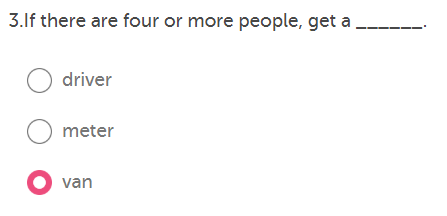 3.If there are four or more people, get a ______.
driver
meter
van